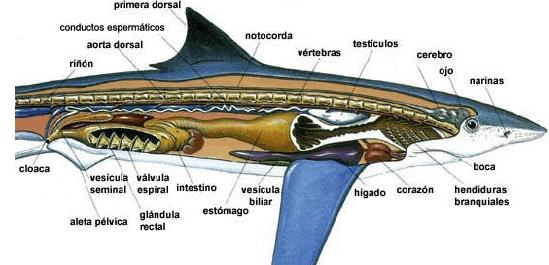 primera dorsal
conductos espermáticos
aorta dorsal
notocorda
testículos
vértebras
cerebro
ojo
narinas
riñón
cloaca
vesícula
seminal
válvula
espiral
intestino
vesícula
biliar
hígado
corazón
boca
hendiduras
branquiales
estómago
glándula
rectal
aleta pélvica